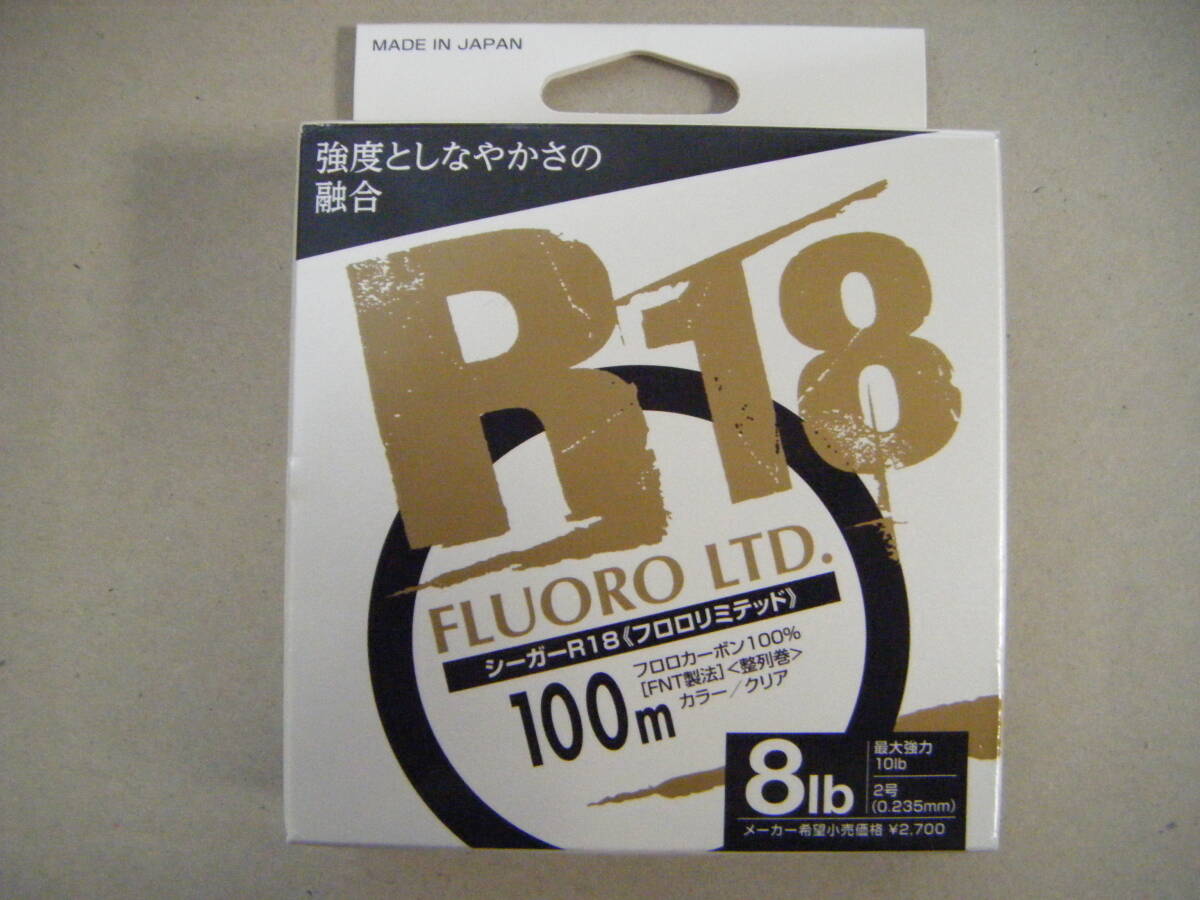 MADE IN JAPAN
強度としなやかさの
融合
R18
FLUORO LTD.
シーガーR18《フロロリミテッド》
100m
フロロカーボン100%
[FNT製法]<整列巻>
カラー/クリア
8lb
最大強力
10lb
2号
(0.235mm)
メーカー希望小売価格 ¥2,700